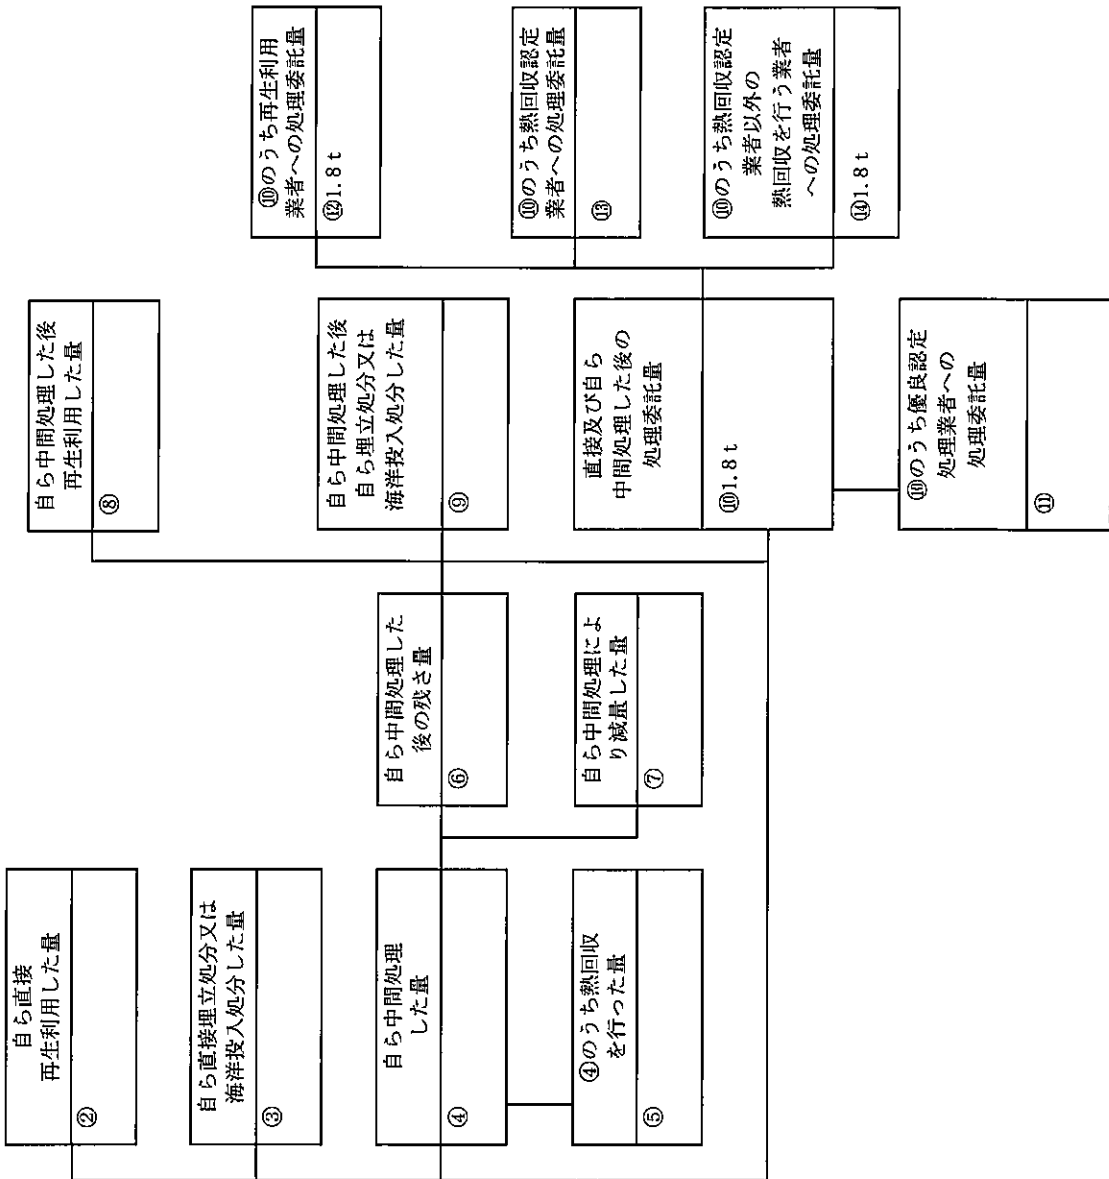 自ら直接
再生利用した量
②
自ら直接埋立処分又は
海洋投入処分した量
③
自ら中間処理
した量
④
④のうち熱回収
を行った量
⑤
自ら中間処理した
後の残さ量
⑥
自ら中間処理によ
り減量した量
⑦
自ら中間処理した後
再生利用した量
⑧
自ら中間処理した後
自ら埋立処分又は
海洋投入処分した量
⑨
直接及び自ら
中間処理した後の
処理委託量
⑩1.8t
⑩のうち優良認定
処理業者への
処理委託量
⑪
⑩のうち再生利用
業者への処理委託量
⑫1.8t
⑩のうち熱回収認定
業者への処理委託量
⑬
⑩のうち熱回収認定
業者以外の
熱回収を行う業者
への処理委託量
⑭1.8t